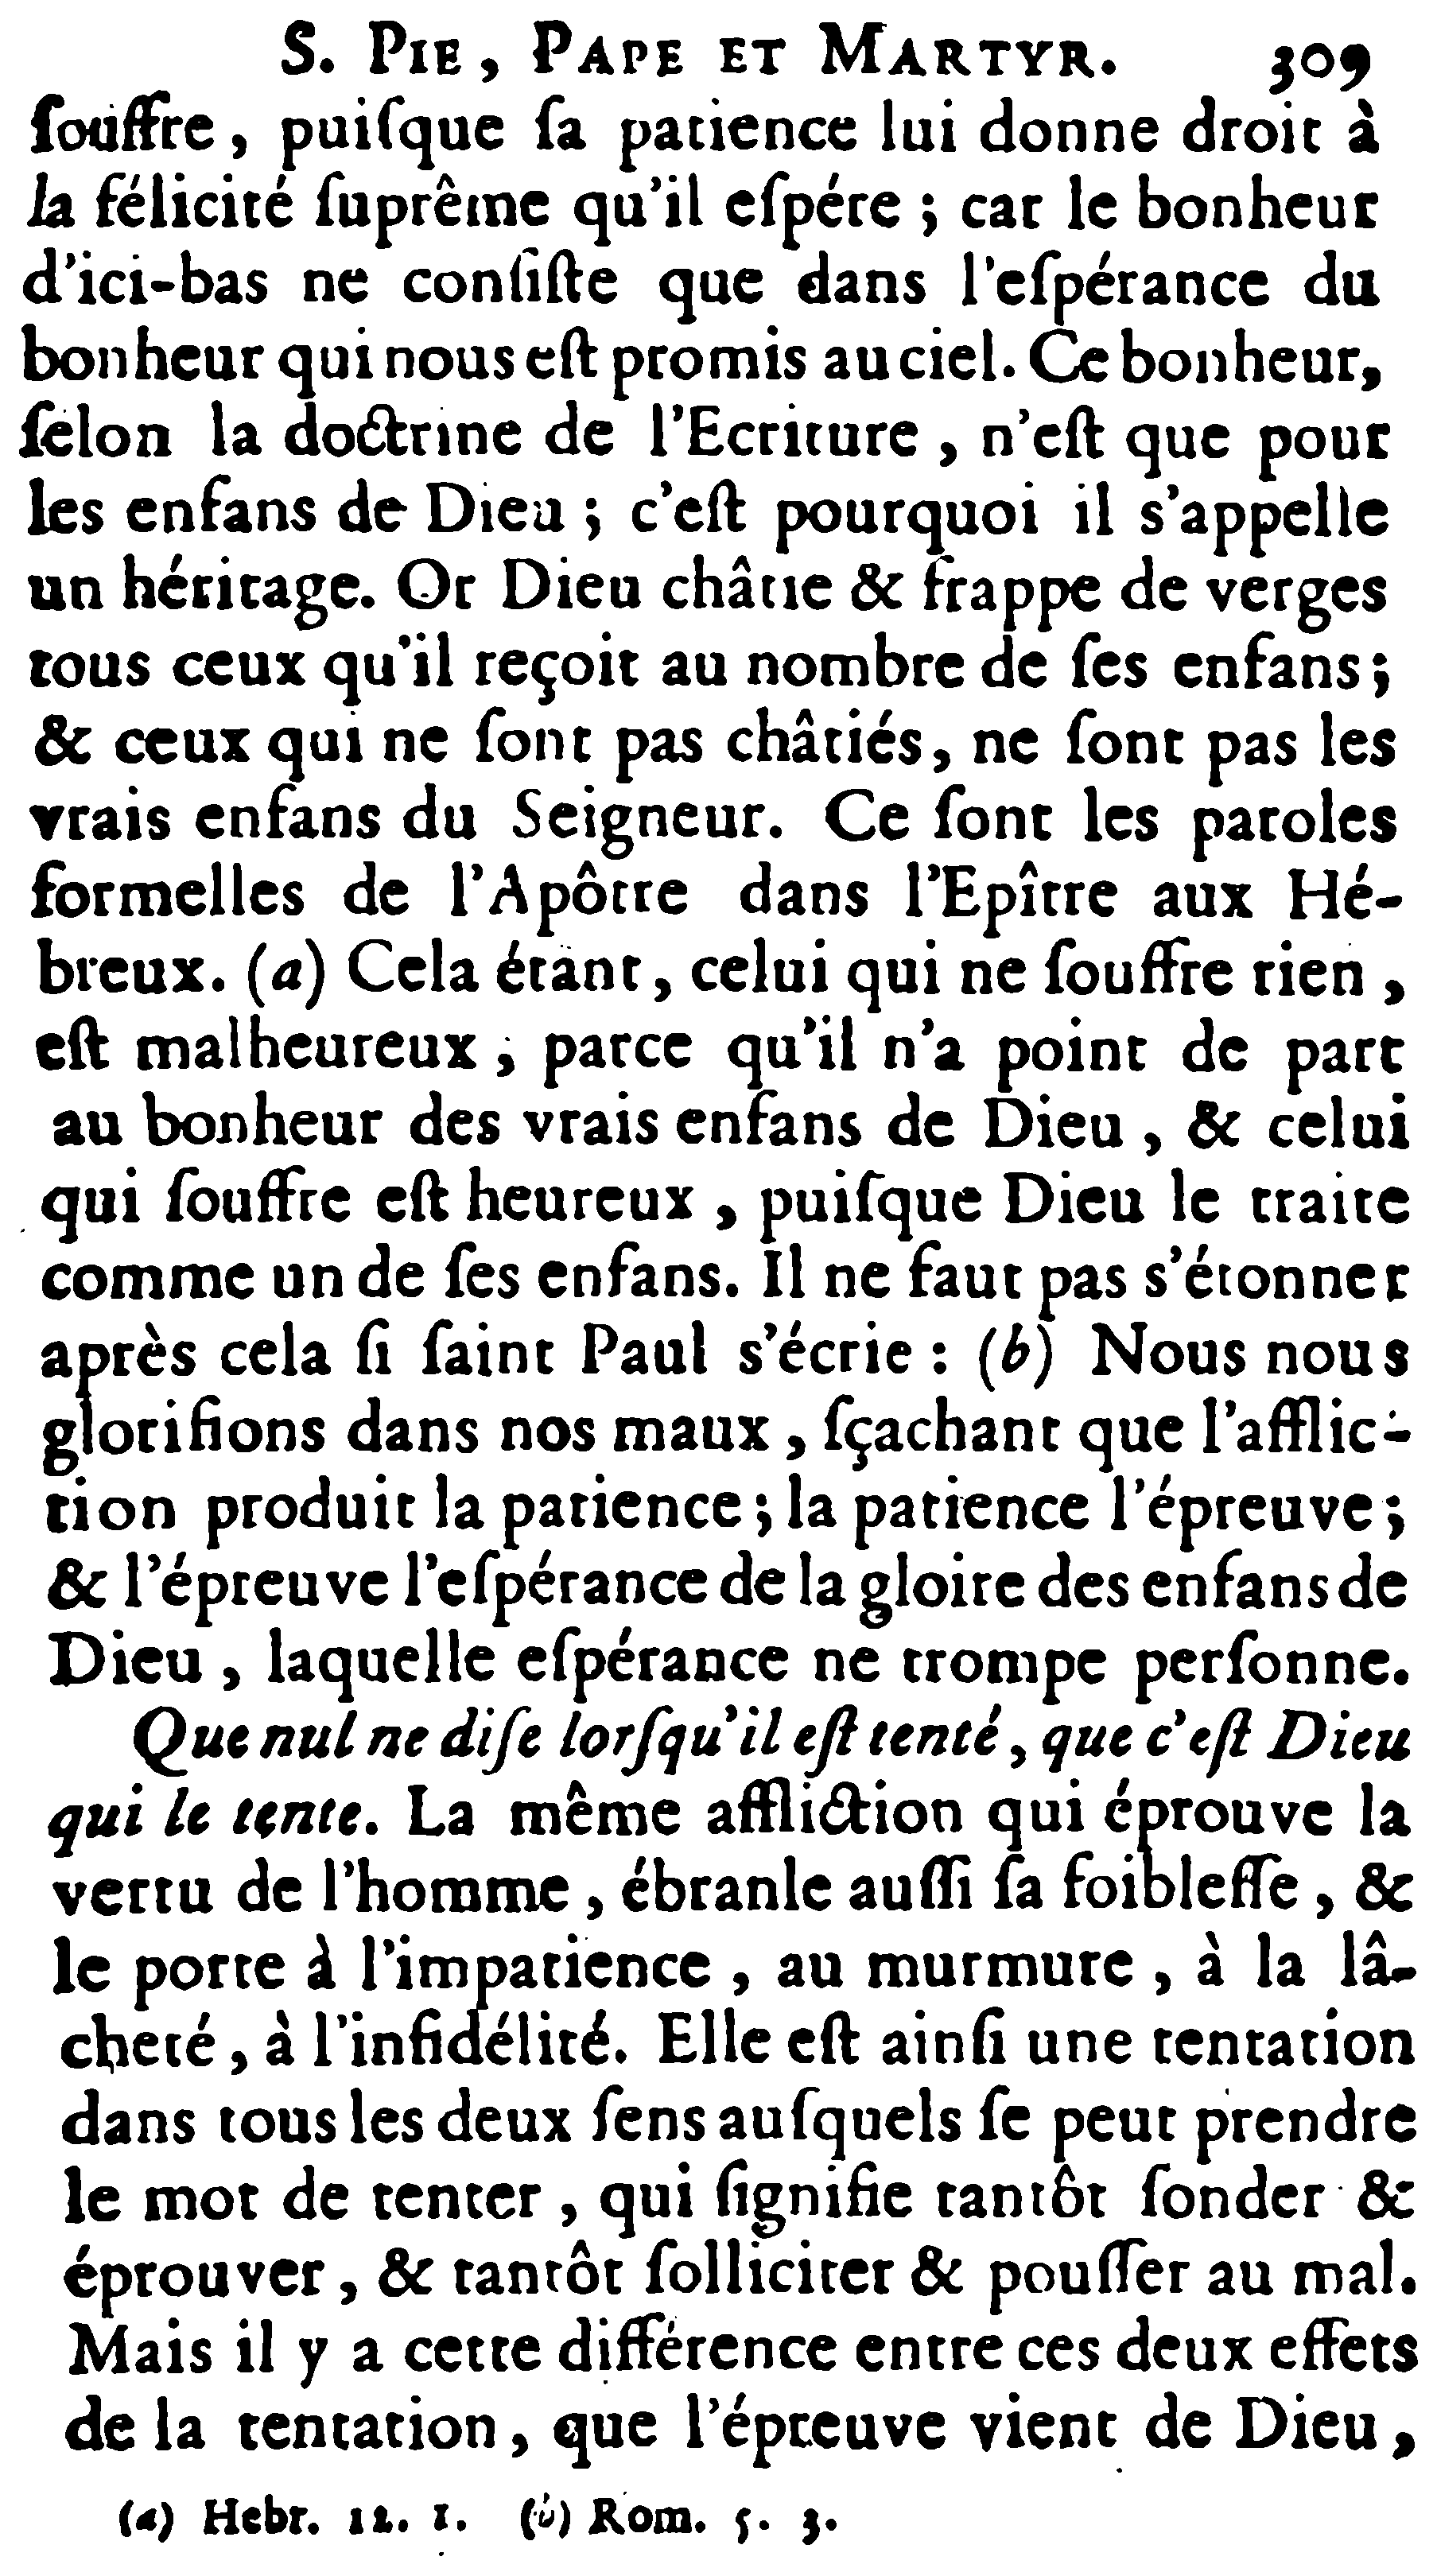 S. PIE, PAPE ET MARTYR. 309
ſouffre, puiſque ſa patience lui donne droit à
la félicité ſuprême qu'il eſpére ; car le bonheur
d'ici-bas ne conſiſte que dans l'eſpérance du
bonheur qui nous eſt promis au ciel. Ce bonheur,
ſelon la doctrine de l'Ecriture, n'eſt que pour
les enfans de Dieu ; c'eſt pourquoi il s'appelle
un héritage. Or Dieu châtie & frappe de verges
tous ceux qu'il reçoit au nombre de ſes enfans ;
& ceux qui ne ſont pas châtiés, ne ſont pas les
vrais enfans du Seigneur. Ce ſont les paroles
formelles de l'Apôtre dans l'Epître aux Hé-
breux. (a) Cela étant, celui qui ne ſouffre rien,
eſt malheureux ; parce qu'il n'a point de part
au bonheur des vrais enfans de Dieu, & celui
qui ſouffre eſt heureux, puiſque Dieu le traite
comme un de ſes enfans. Il ne faut pas s'étonner
après cela ſi ſaint Paul s'écrie : (b) Nous nous
glorifions dans nos maux, ſçachant que l'afflic-
tion produit la patience ; la patience l'épreuve ;
& l'épreuve l'eſpérance de la gloire des enfans de
Dieu, laquelle eſpérance ne trompe perſonne.
Que nul ne diſe lorſqu'il eſt tenté, que c'eſt Dieu
qui le tente. La même affliction qui éprouve la
vertu de l'homme, ébranle auſſi ſa foibleſſe, &
le porte à l'impatience, au murmure, à la lâ-
cheté, à l'infidélité. Elle eſt ainſi une tentation
dans tous les deux ſens auſquels ſe peut prendre
le mot de tenter, qui ſignifie tantôt ſonder &
éprouver, & tantôt ſolliciter & pouſſer au mal.
Mais il y a cette différence entre ces deux effets
de la tentation, que l'épreuve vient de Dieu,
(a) Hebr. 12. 1. (b) Rom. 5. 3.